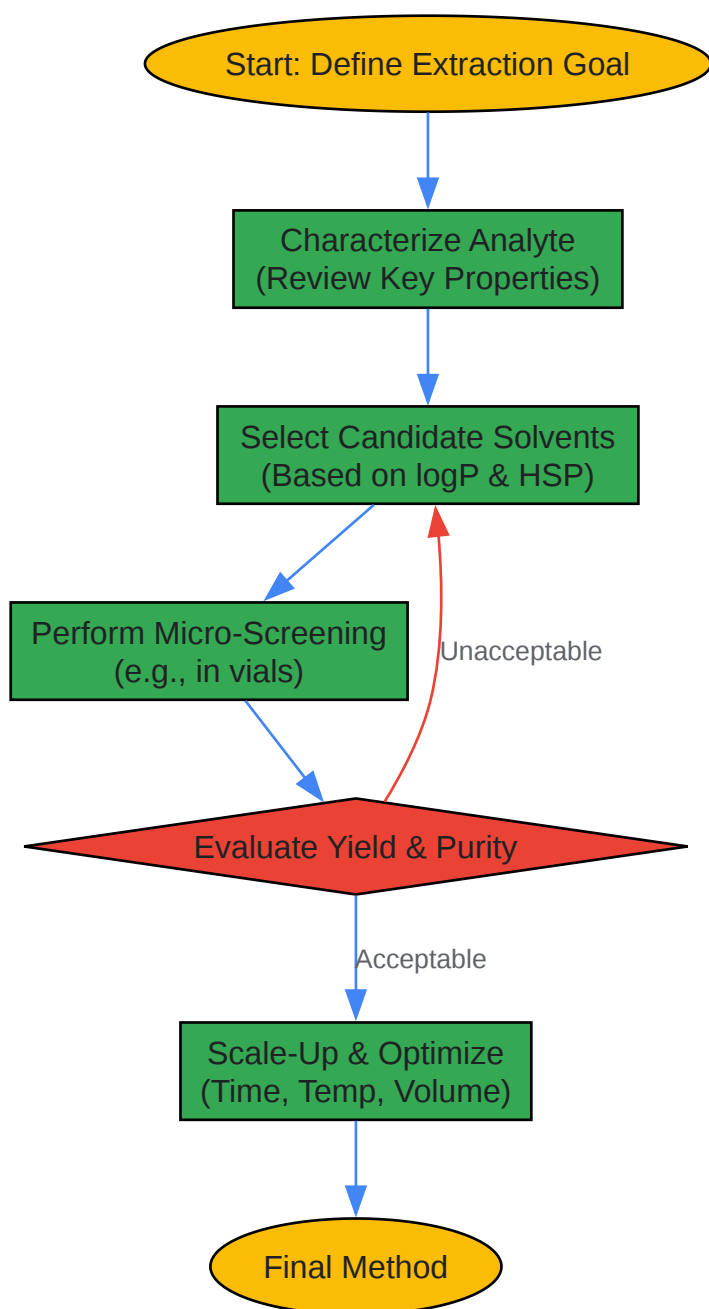 Start: Define Extraction Goal
Characterize Analyte
(Review Key Properties)
Select Candidate Solvents
(Based on logP & HSP)
Perform Micro-Screening
(e.g., in vials)
Unacceptable
Evaluate Yield & Purity
Acceptable
Scale-Up & Optimize
(Time, Temp, Volume)
Final Method